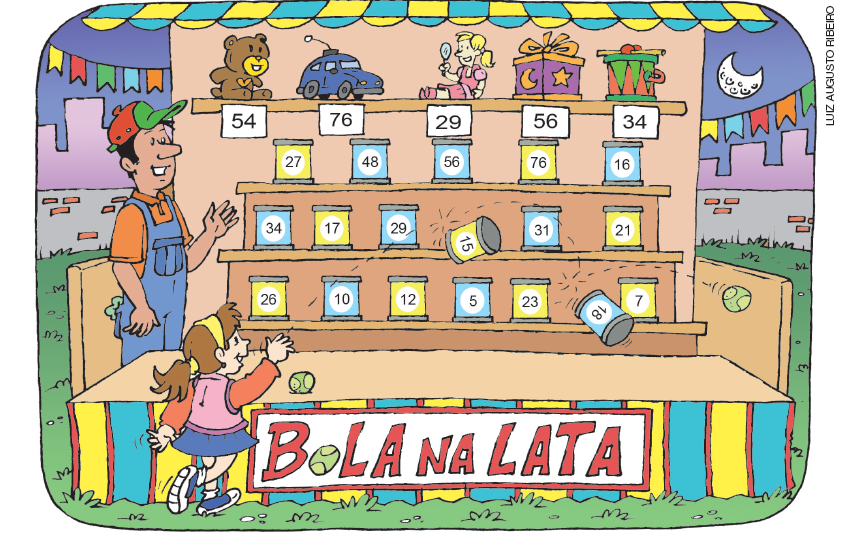 LUIZ AUGUSTO RIBEIRO
54 76 29 56 34
27 48 56 76 16
34 17 29 15 31 21
26 10 12 5 23 18 7
BOLA NA LATA